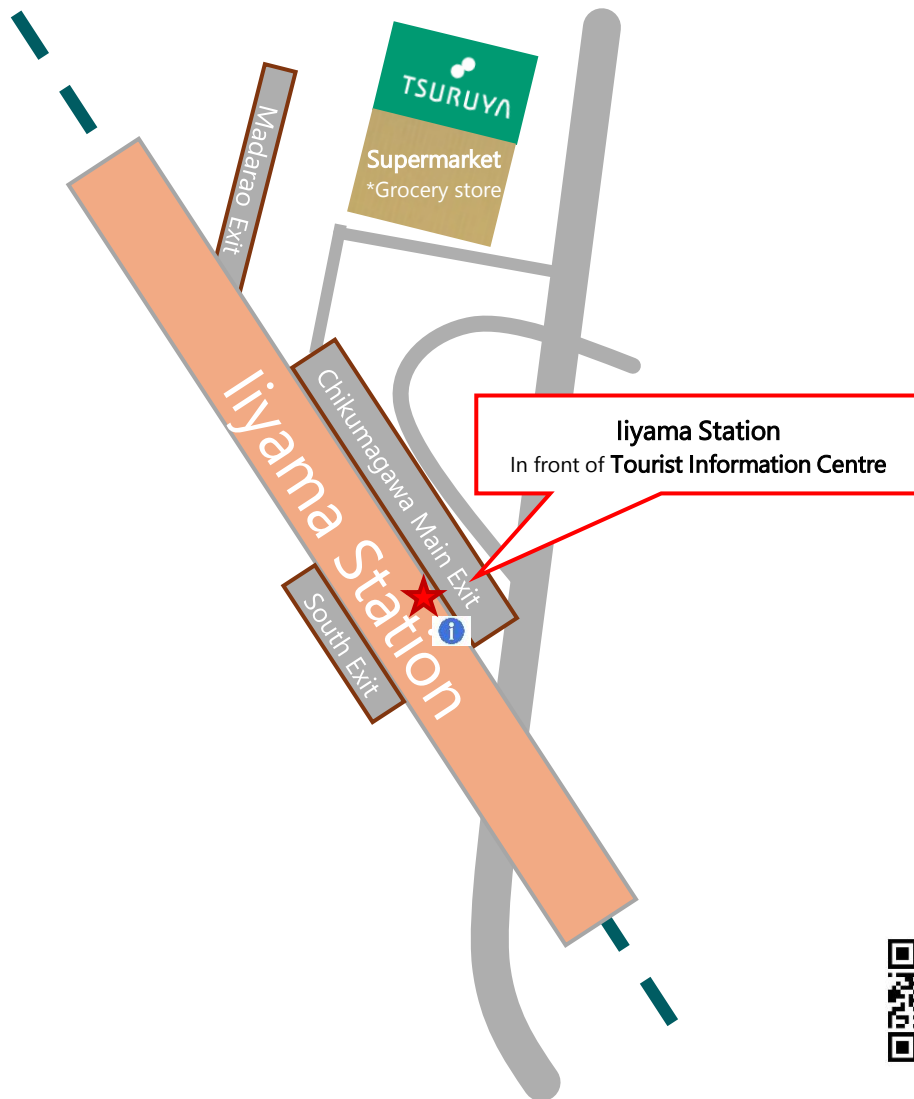 TSURUYA
Supermarket
*Grocery store
Madarao Exit
Chikumagawa Main Exit
Iiyama Station
In front of Tourist Information Centre
Iiyama Station
South Exit
i